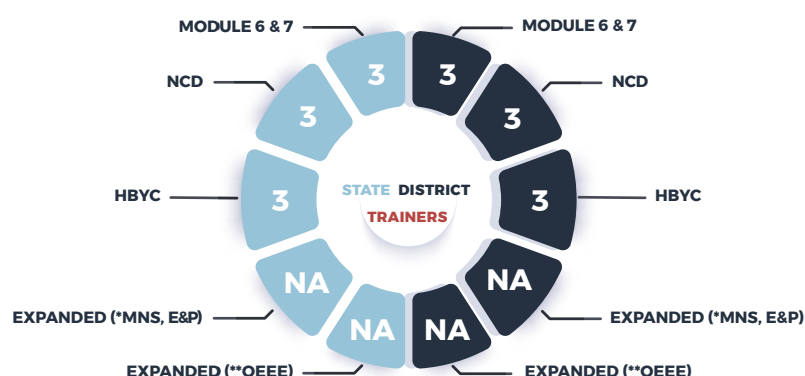 MODULE 6 & 7
MODULE 6 & 7
3
3
NCD
NCD
3
3
HBYC
HBYC
3
3
STATE DISTRICT
TRAINERS
NA
NA
EXPANDED (*MNS, E&P)
EXPANDED (*MNS, E&P)
NA
NA
EXPANDED (**OEEE)
EXPANDED (**OEEE)